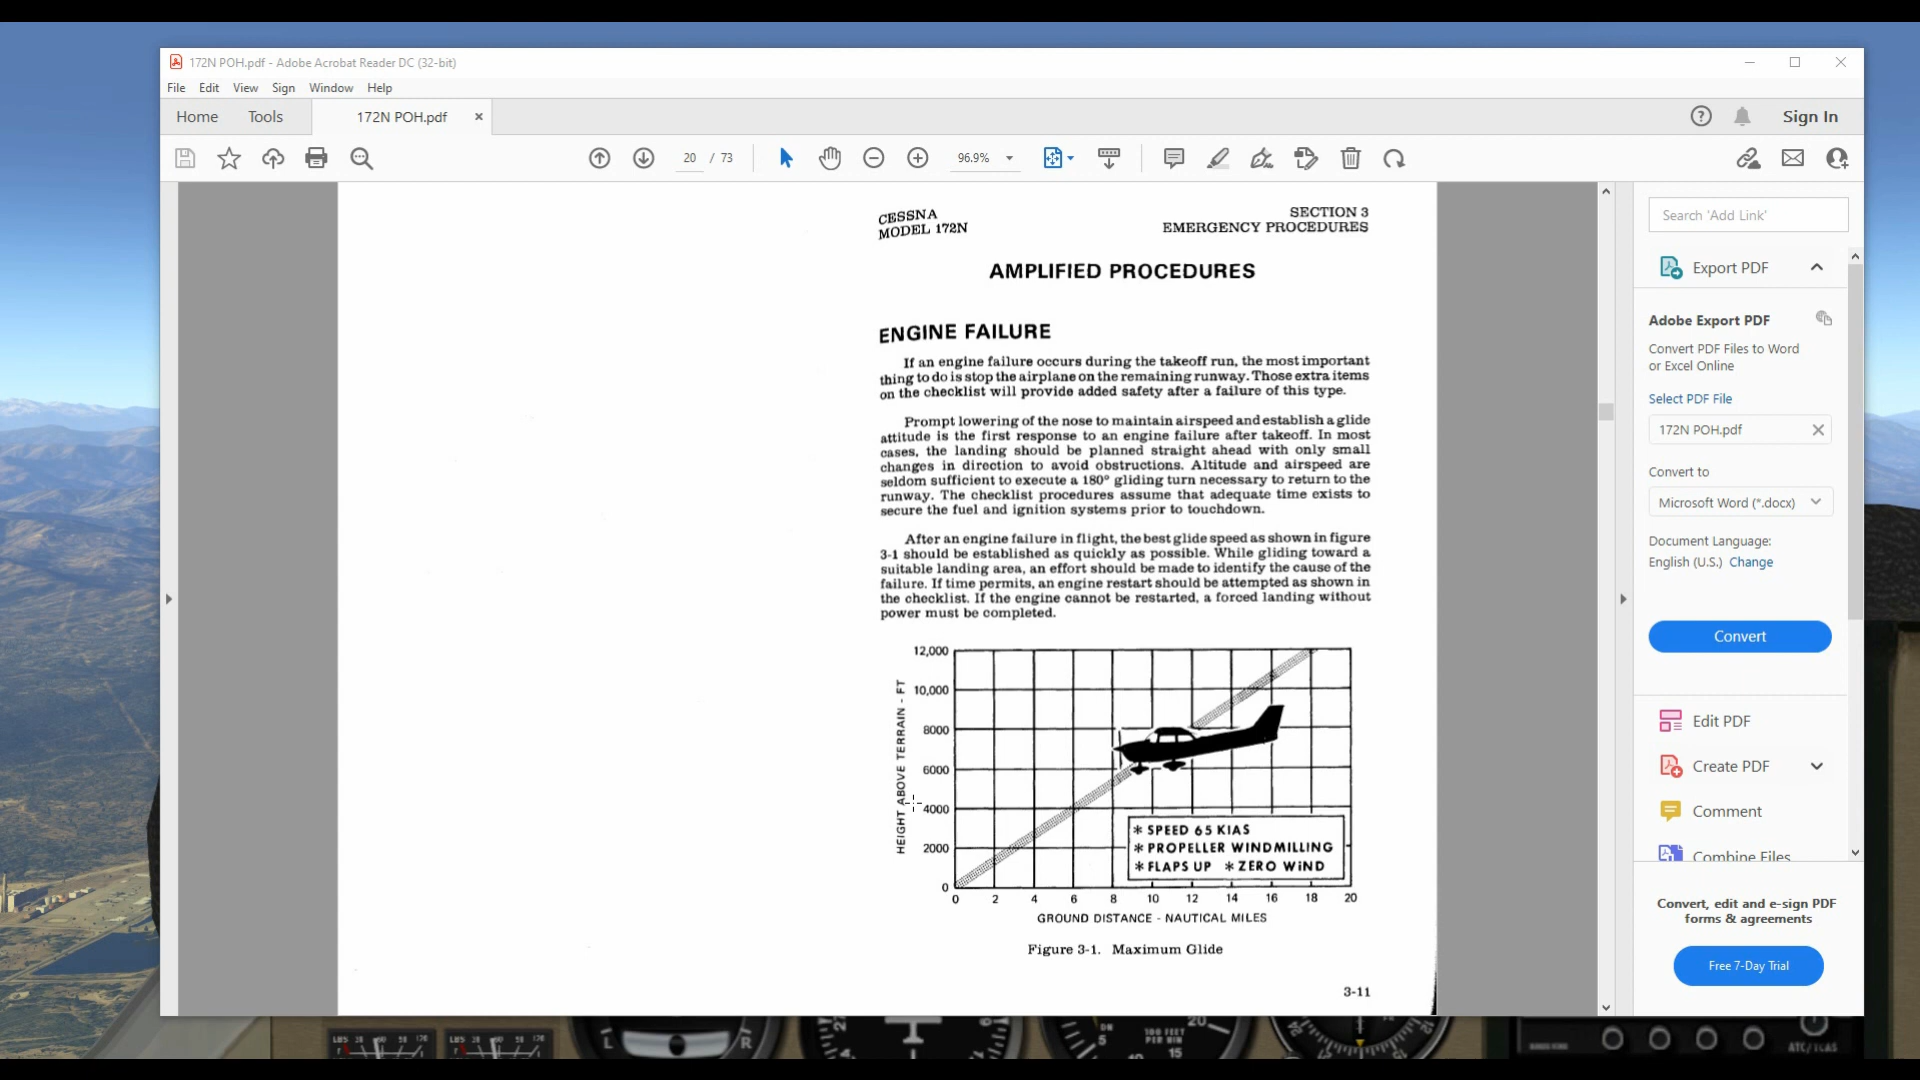 172N POH.pdf - Adobe Acrobat Reader DC (32-bit)
File Edit View Sign Window Help
Home Tools 172N POH.pdf Sign In
20 / 73 96.9%
CESSNA
MODEL 172N
SECTION 3
EMERGENCY PROCEDURES
AMPLIFIED PROCEDURES
ENGINE FAILURE
If an engine failure occurs during the takeoff run, the most important
thing to do is stop the airplane on the remaining runway. Those extra items
on the checklist will provide added safety after a failure of this type.
Prompt lowering of the nose to maintain airspeed and establish a glide
attitude is the first response to an engine failure after takeoff. In most
cases, the landing should be planned straight ahead with only small
changes in direction to avoid obstructions. Altitude and airspeed are
seldom sufficient to execute a 180° gliding turn necessary to return to the
runway. The checklist procedures assume that adequate time exists to
secure the fuel and ignition systems prior to touchdown.
After an engine failure in flight, the best glide speed as shown in figure
3-1 should be established as quickly as possible. While gliding toward a
suitable landing area, an effort should be made to identify the cause of the
failure. If time permits, an engine restart should be attempted as shown in
the checklist. If the engine cannot be restarted, a forced landing without
power must be completed.
HEIGHT ABOVE TERRAIN - FT
12,000
10,000
8000
6000
4000
2000
0
* SPEED 65 KIAS
* PROPELLER WINDMILLING
* FLAPS UP * ZERO WIND
0 2 4 6 8 10 12 14 16 18 20
GROUND DISTANCE - NAUTICAL MILES
Figure 3-1. Maximum Glide
3-11
Search 'Add Link'
Export PDF
Adobe Export PDF
Convert PDF Files to Word
or Excel Online
Select PDF File
172N POH.pdf
Convert to
Microsoft Word (*.docx)
Document Language:
English (U.S.) Change
Convert
Edit PDF
Create PDF
Comment
Combine Files
Convert, edit and e-sign PDF
forms & agreements
Free 7-Day Trial
L R
100 FEET
PER MIN
20
15
5
ATC/TCAS